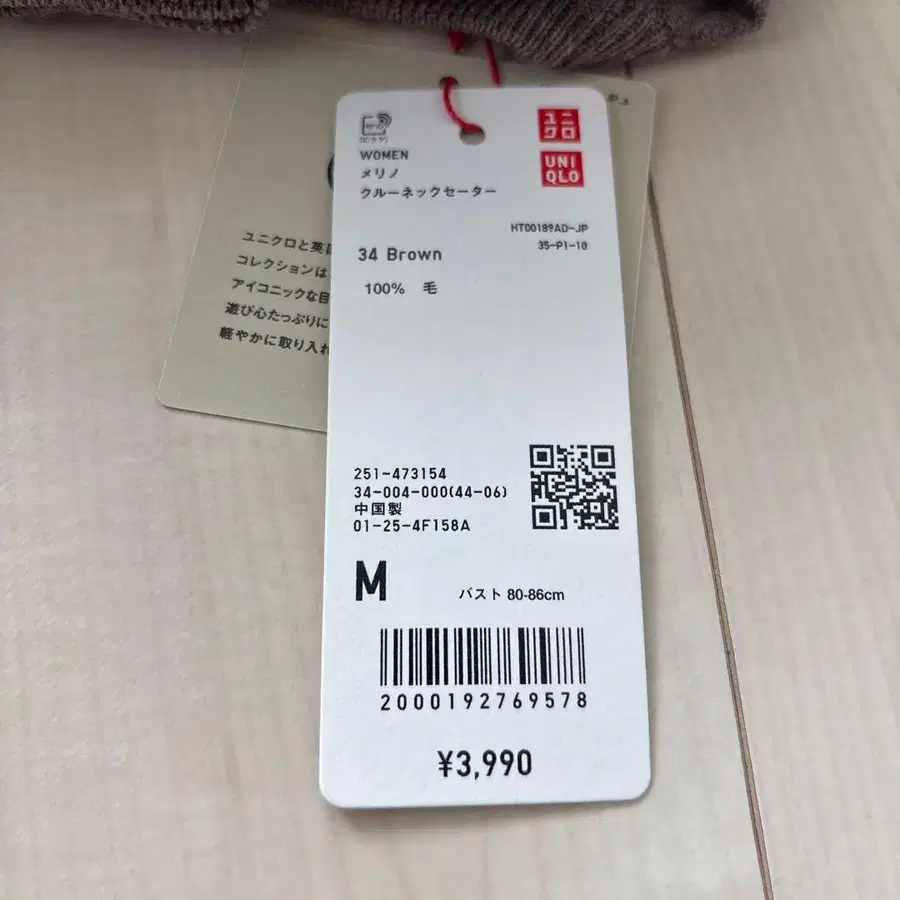 WOMEN
メリノ
クルーネックセーター
ユニ
クロ
UNI
QLO
HT00189AD-JP
35-P1-10
34 Brown
100% 毛
251-473154
34-004-000(44-06)
中国製
01-25-4F158A
M
バスト 80-86cm
2000192769578
¥3,990
ユニクロと英
コレクションは
アイコニックな目
遊び心たっぷりに
軽やかに取り入れ